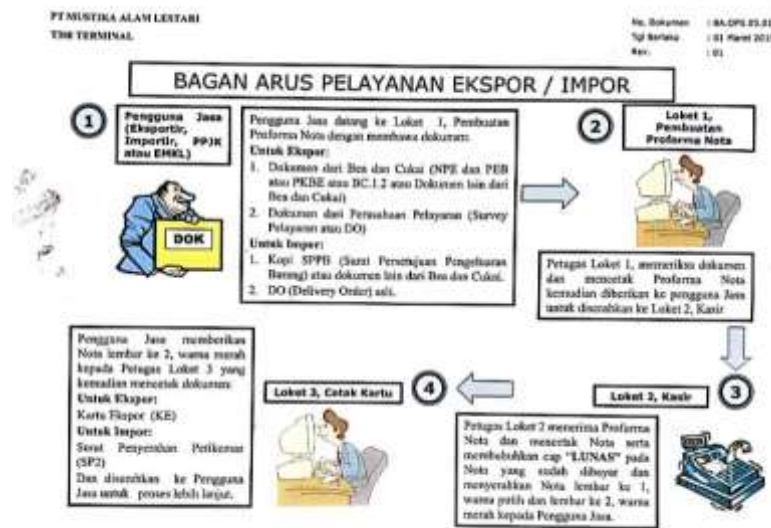 PT MUSTIKA ALAM LESTARI
TMB TERMINAL
No. Dokumen : BA.OPS.05.01
Tgl Berlaku : 01 Maret 201
Rev. : 01
BAGAN ARUS PELAYANAN EKSPOR / IMPOR
1
Pengguna Jasa
(Eksportir,
Importir, PPJK
atau EMKL)
DOK
Pengguna Jasa datang ke Loket 1, Pembuatan
Proforma Nota dengan membawa dokumen:
Untuk Ekspor:
1. Dokumen dari Bea dan Cukai (NPE dan PEB
atau PKBE atau BC.1.2 atau Dokumen lain dari
Bea dan Cukai)
2. Dokumen dari Perusahaan Pelayaran (Survey
Pelayaran atau DO)
Untuk Impor:
1. Kopi SPPB (Surat Persetujuan Pengeluaran
Barang) atau dokumen lain dari Bea dan Cukai.
2. DO (Delivery Order) asli.
2
Loket 1,
Pembuatan
Proforma Nota
Petugas Loket 1, memeriksa dokumen
dan mencetak Proforma Nota
kemudian diberikan ke pengguna Jasa
untuk diserahkan ke Loket 2, Kasir
3
Loket 2, Kasir
Petugas Loket 2 menerima Proforma
Nota dan mencetak Nota serta
membubuhkan cap "LUNAS" pada
Nota yang sudah dibayar dan
menyerahkan Nota lembar ke 1,
warna putih dan lembar ke 2, warna
merah kepada Pengguna Jasa.
4
Loket 3, Cetak Kartu
Pengguna Jasa memberikan
Nota lembar ke 2, warna merah
kepada Petugas Loket 3 yang
kemudian mencetak dokumen:
Untuk Ekspor:
Kartu Ekspor (KE)
Untuk Impor:
Surat Penyerahan Petikemas
(SP2)
Dan diserahkan ke Pengguna
Jasa untuk proses lebih lanjut.